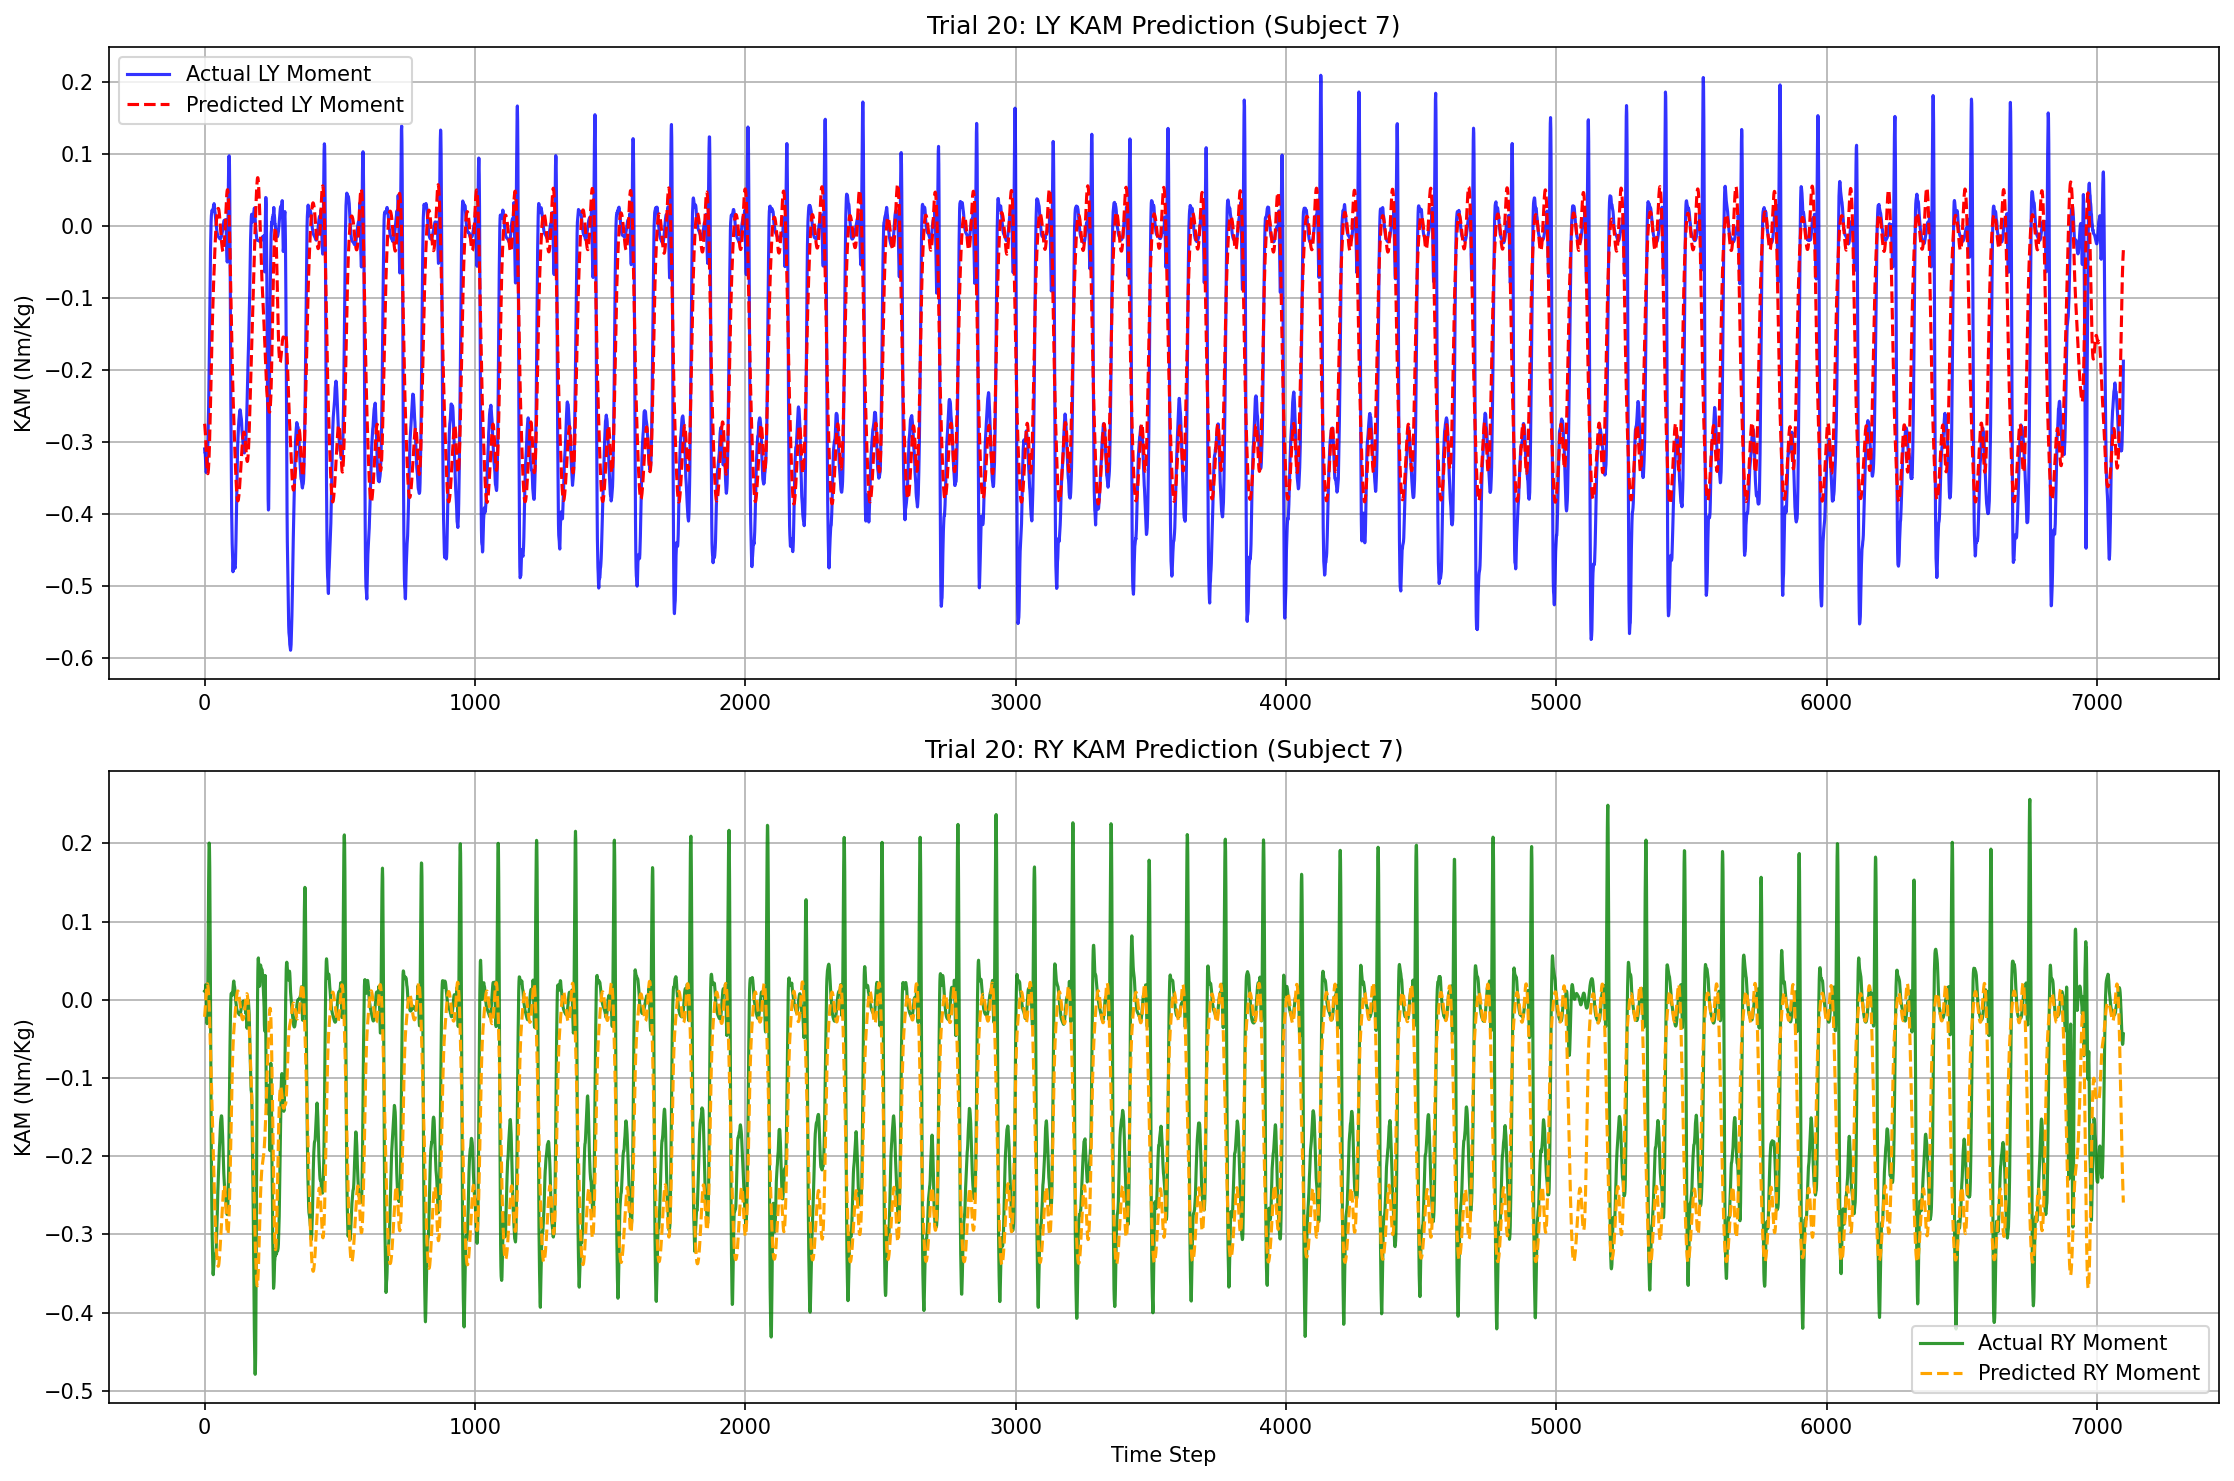 Trial 20: LY KAM Prediction (Subject 7)
Actual LY Moment
Predicted LY Moment
KAM (Nm/Kg)
0.2
0.1
0.0
−0.1
−0.2
−0.3
−0.4
−0.5
−0.6
0 1000 2000 3000 4000 5000 6000 7000
Trial 20: RY KAM Prediction (Subject 7)
KAM (Nm/Kg)
0.2
0.1
0.0
−0.1
−0.2
−0.3
−0.4
−0.5
Actual RY Moment
Predicted RY Moment
0 1000 2000 3000 4000 5000 6000 7000
Time Step